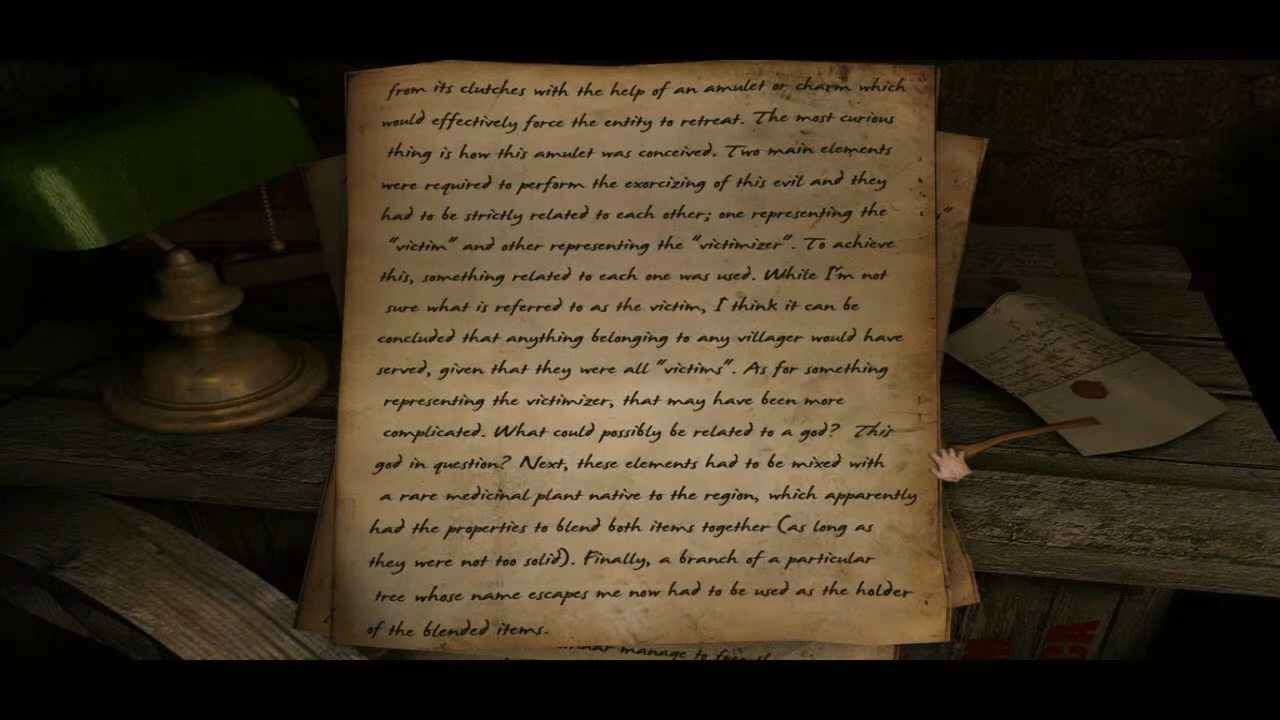 from its clutches with the help of an amulet or charm which
would effectively force the entity to retreat. The most curious
thing is how this amulet was conceived. Two main elements
were required to perform the exorcizing of this evil and they
had to be strictly related to each other; one representing the
"victim" and other representing the "victimizer". To achieve
this, something related to each one was used. While I'm not
sure what is referred to as the victim, I think it can be
concluded that anything belonging to any villager would have
served, given that they were all "victims". As for something
representing the victimizer, that may have been more
complicated. What could possibly be related to a god? This
god in question? Next, these elements had to be mixed with
a rare medicinal plant native to the region, which apparently
had the properties to blend both items together (as long as
they were not too solid). Finally, a branch of a particular
tree whose name escapes me now had to be used as the holder
of the blended items.
manage to